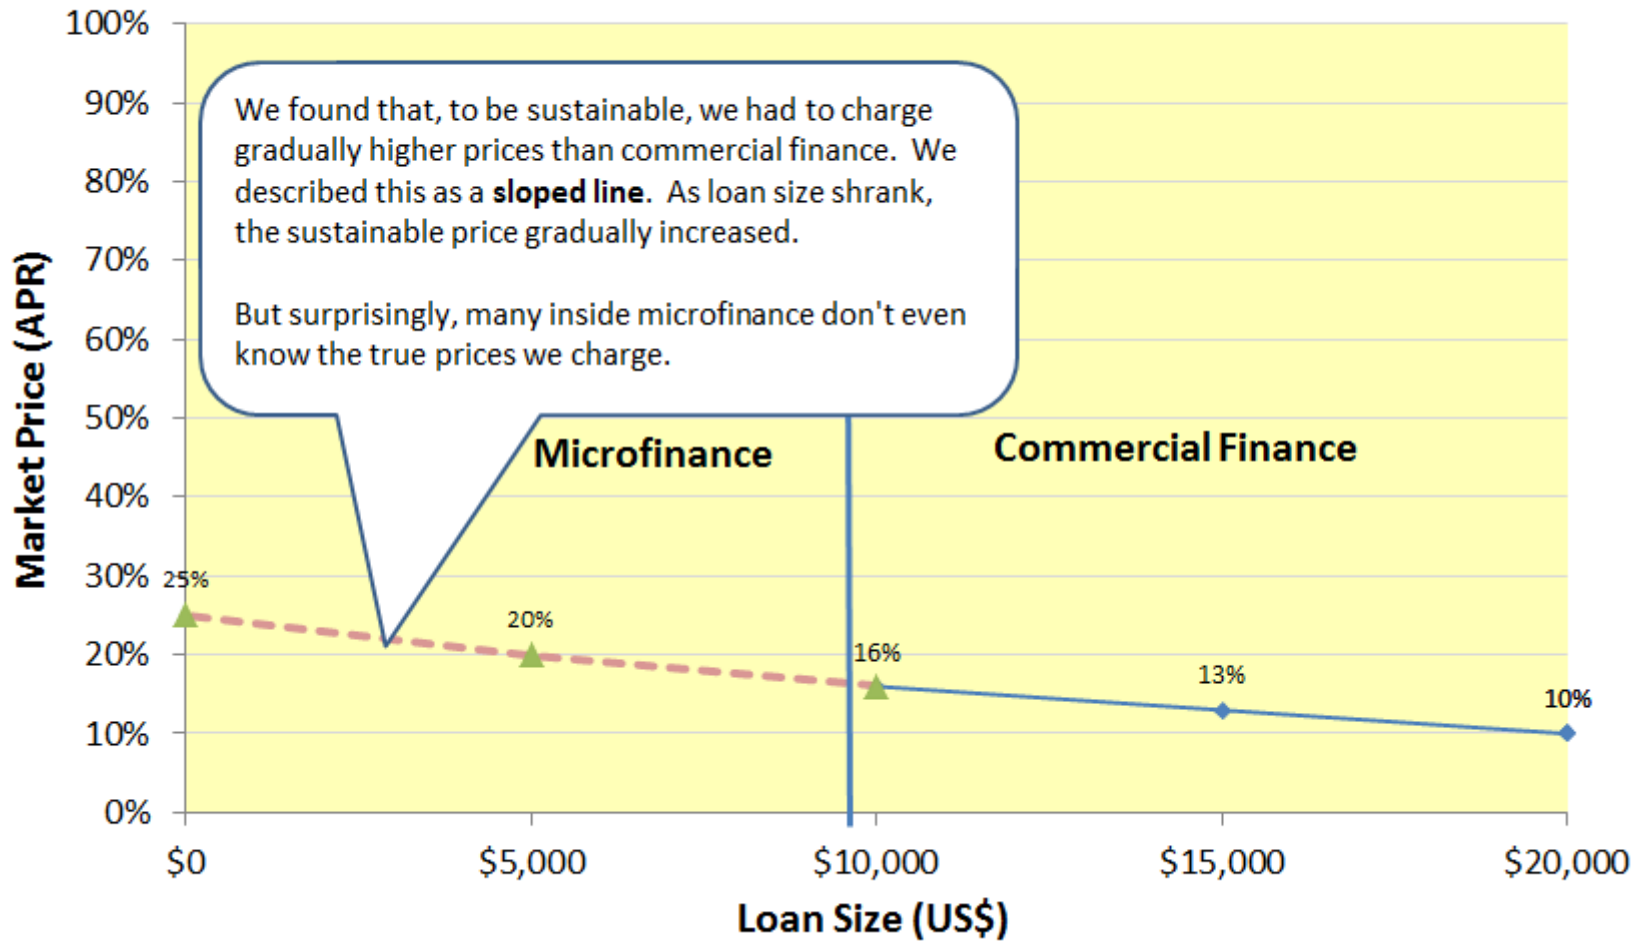 100%
90%
80%
70%
60%
50%
40%
30%
20%
10%
0%
Market Price (APR)
We found that, to be sustainable, we had to charge
gradually higher prices than commercial finance.  We
described this as a sloped line.  As loan size shrank,
the sustainable price gradually increased.
But surprisingly, many inside microfinance don't even
know the true prices we charge.
Microfinance
Commercial Finance
25%
20%
16%
13%
10%
$0
$5,000
$10,000
$15,000
$20,000
Loan Size (US$)